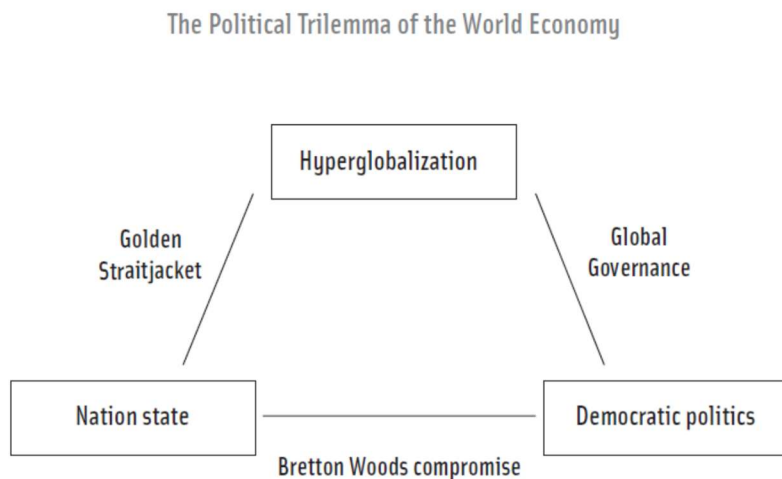 The Political Trilemma of the World Economy
Hyperglobalization
Golden
Straitjacket
Global
Governance
Nation state
Democratic politics
Bretton Woods compromise